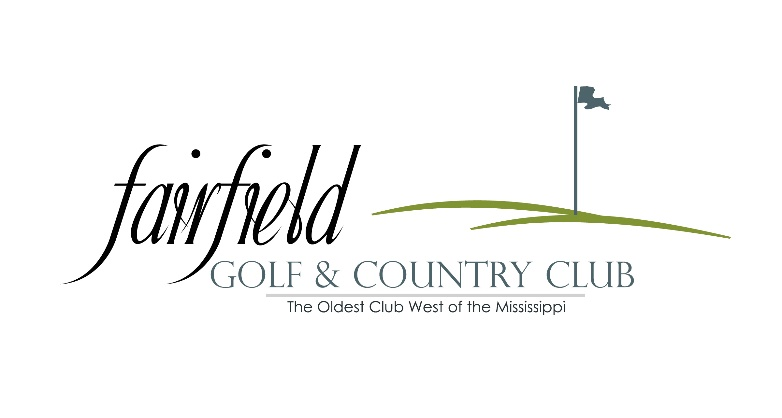 fairfield
GOLF & COUNTRY CLUB
The Oldest Club West of the Mississippi